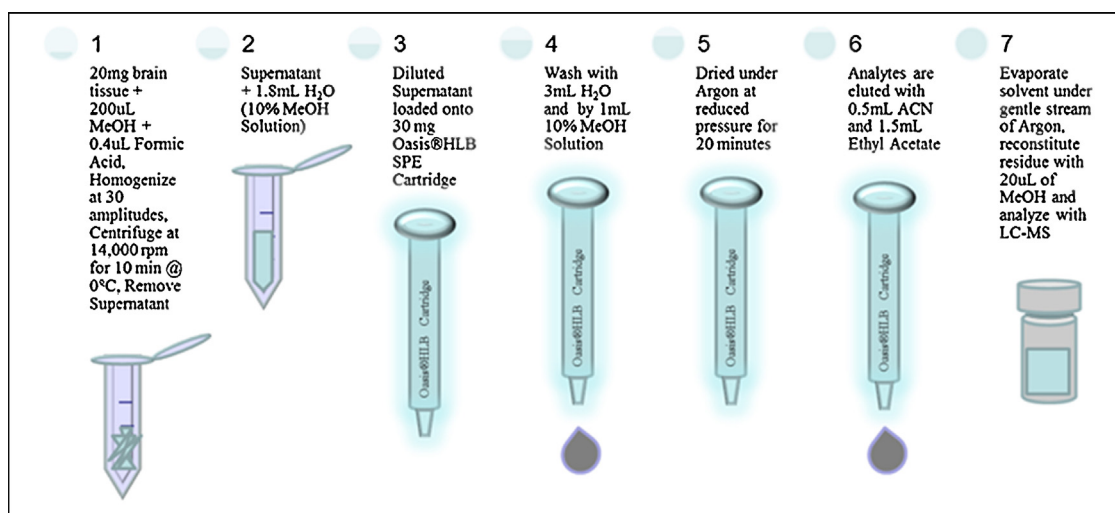 1
20mg brain
tissue +
200uL
MeOH +
0.4uL Formic
Acid,
Homogenize
at 30
amplitudes,
Centrifuge at
14,000 rpm
for 10 min @
0°C, Remove
Supernatant
2
Supernatant
+ 1.8mL H₂O
(10% MeOH
Solution)
3
Diluted
Supernatant
loaded onto
30 mg
Oasis®HLB
SPE
Cartridge
Oasis®HLB Cartridge
4
Wash with
3mL H₂O
and by 1mL
10% MeOH
Solution
Oasis®HLB Cartridge
5
Dried under
Argon at
reduced
pressure for
20 minutes
Oasis®HLB Cartridge
6
Analytes are
eluted with
0.5mL ACN
and 1.5mL
Ethyl Acetate
Oasis®HLB Cartridge
7
Evaporate
solvent under
gentle stream
of Argon,
reconstitute
residue with
20uL of
MeOH and
analyze with
LC-MS